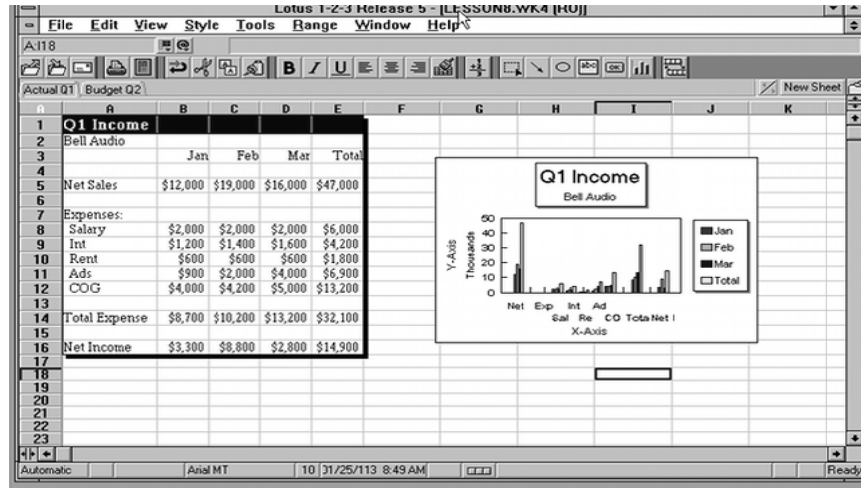 Lotus 1-2-3 Release 5 - [LESSON8.WK4 [RO]]
File Edit View Style Tools Range Window Help
A:I18
B I U
Actual Q1 Budget Q2 New Sheet
A A B C D E F G H I J K
1 Q1 Income
2 Bell Audio
3 Jan Feb Mar Total
4
5 Net Sales $12,000 $19,000 $16,000 $47,000
6
7 Expenses:
8 Salary $2,000 $2,000 $2,000 $6,000
9 Int $1,200 $1,400 $1,600 $4,200
10 Rent $600 $600 $600 $1,800
11 Ads $900 $2,000 $4,000 $6,900
12 COG $4,000 $4,200 $5,000 $13,200
13
14 Total Expense $8,700 $10,200 $13,200 $32,100
15
16 Net Income $3,300 $8,800 $2,800 $14,900
17
18
19
20
21
22
23
Q1 Income
Bell Audio
Y-Axis
Thousands
50
40
30
20
10
0
Net Exp Int Ad
Sal Re CO Tota Net I
X-Axis
Jan
Feb
Mar
Total
Automatic Arial MT 10 01/25/113 8:49 AM Ready